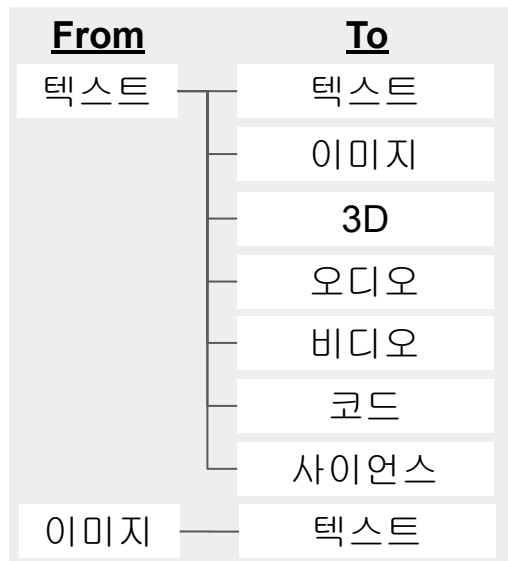 From To
텍스트 텍스트
이미지
3D
오디오
비디오
코드
사이언스
이미지 텍스트